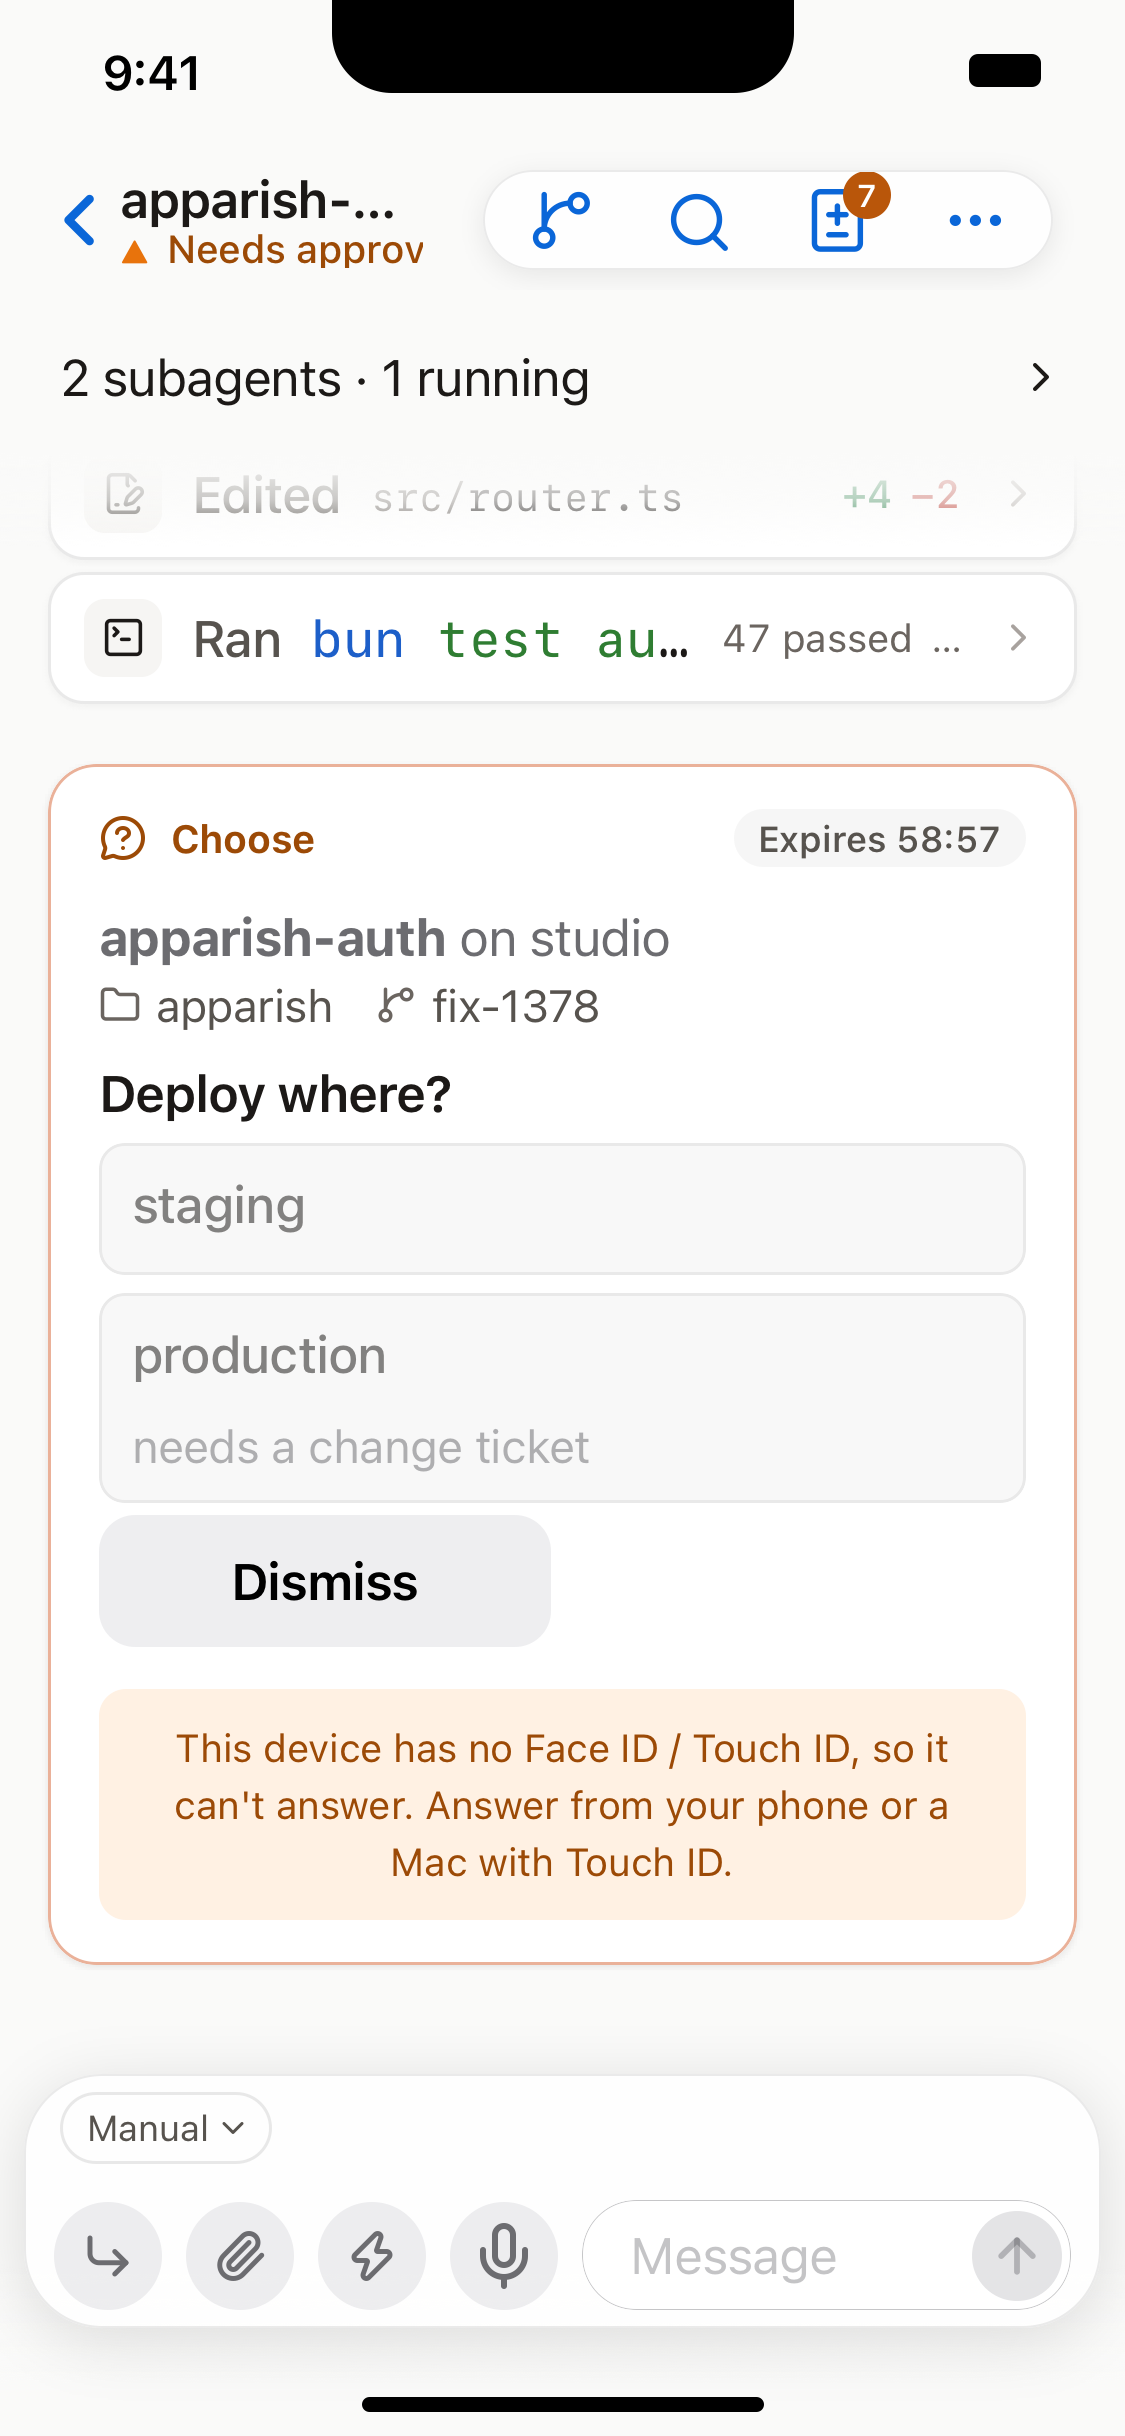 9:41
apparish-...
Needs approv
7
2 subagents · 1 running
Edited src/router.ts +4 −2
Ran bun test au... 47 passed ...
Choose
Expires 58:57
apparish-auth on studio
apparish fix-1378
Deploy where?
staging
production
needs a change ticket
Dismiss
This device has no Face ID / Touch ID, so it
can't answer. Answer from your phone or a
Mac with Touch ID.
Manual
Message